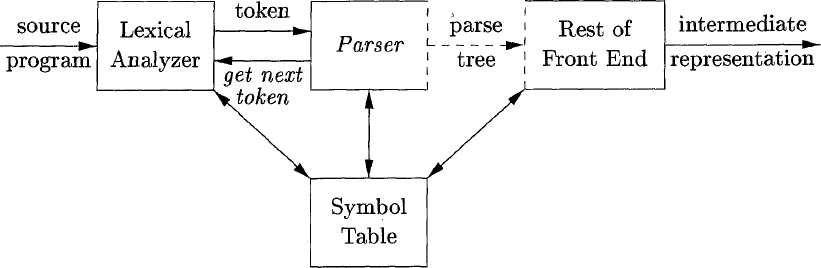 source
program
Lexical
Analyzer
token
get next
token
Parser
parse
tree
Rest of
Front End
intermediate
representation
Symbol
Table